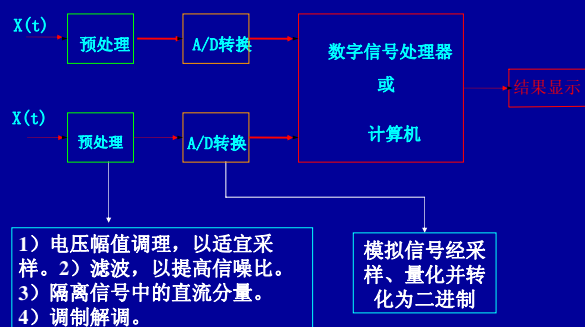 X(t)
预处理
A/D转换
数字信号处理器
或
计算机
结果显示
X(t)
预处理
A/D转换
1）电压幅值调理，以适宜采
样。2）滤波，以提高信噪比。
3）隔离信号中的直流分量。
4）调制解调。
模拟信号经采
样、量化并转
化为二进制